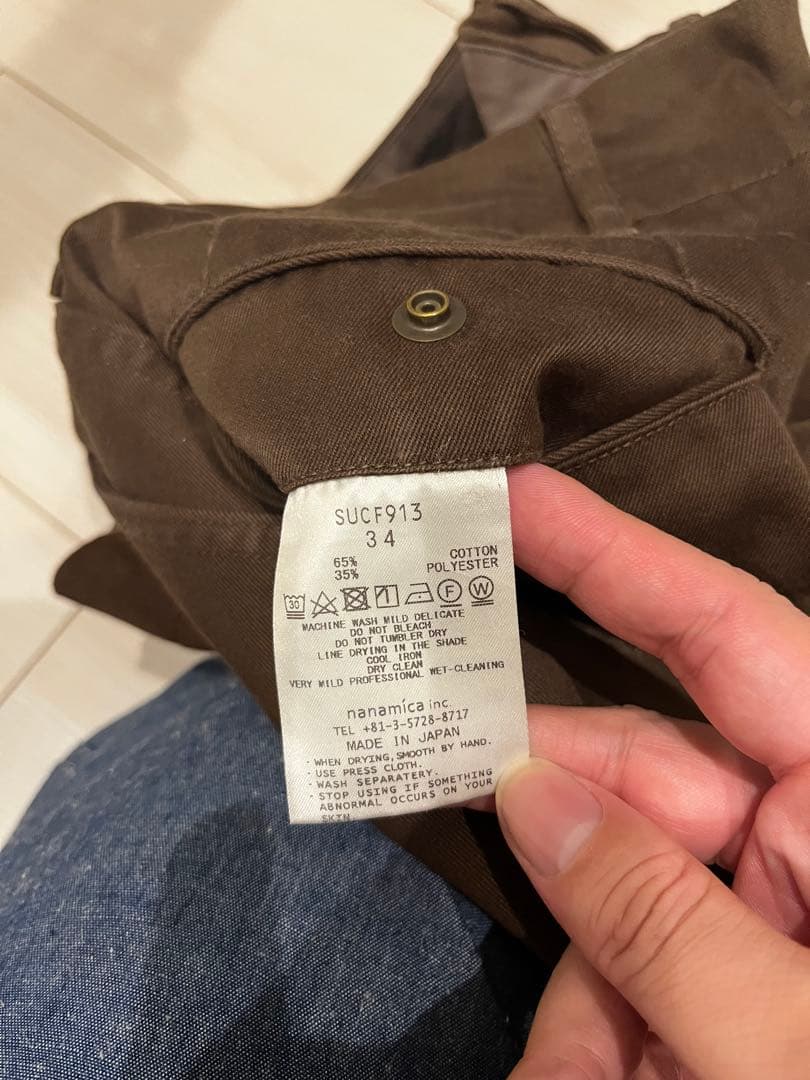 SUCF913
34
65% COTTON
35% POLYESTER
30 F W
MACHINE WASH MILD DELICATE
DO NOT BLEACH
DO NOT TUMBLER DRY
LINE DRYING IN THE SHADE
COOL IRON
DRY CLEAN
VERY MILD PROFESSIONAL WET-CLEANING
nanamica inc.
TEL +81-3-5728-8717
MADE IN JAPAN
・WHEN DRYING,SMOOTH BY HAND.
・USE PRESS CLOTH.
・WASH SEPARATERY.
・STOP USING IF SOMETHING
ABNORMAL OCCURS ON YOUR
SKIN.